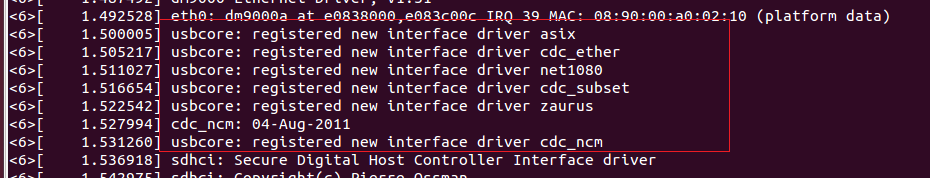 1.487492] dm9000 Ethernet Driver, V1.31
<6>[    1.492528] eth0: dm9000a at e0838000,e083c00c IRQ 39 MAC: 08:90:00:a0:02:10 (platform data)
<6>[    1.500005] usbcore: registered new interface driver asix
<6>[    1.505217] usbcore: registered new interface driver cdc_ether
<6>[    1.511027] usbcore: registered new interface driver net1080
<6>[    1.516654] usbcore: registered new interface driver cdc_subset
<6>[    1.522542] usbcore: registered new interface driver zaurus
<6>[    1.527994] cdc_ncm: 04-Aug-2011
<6>[    1.531260] usbcore: registered new interface driver cdc_ncm
<6>[    1.536918] sdhci: Secure Digital Host Controller Interface driver
<6>[    1.542975] sdhci: Copyright(c) Pierre Ossman